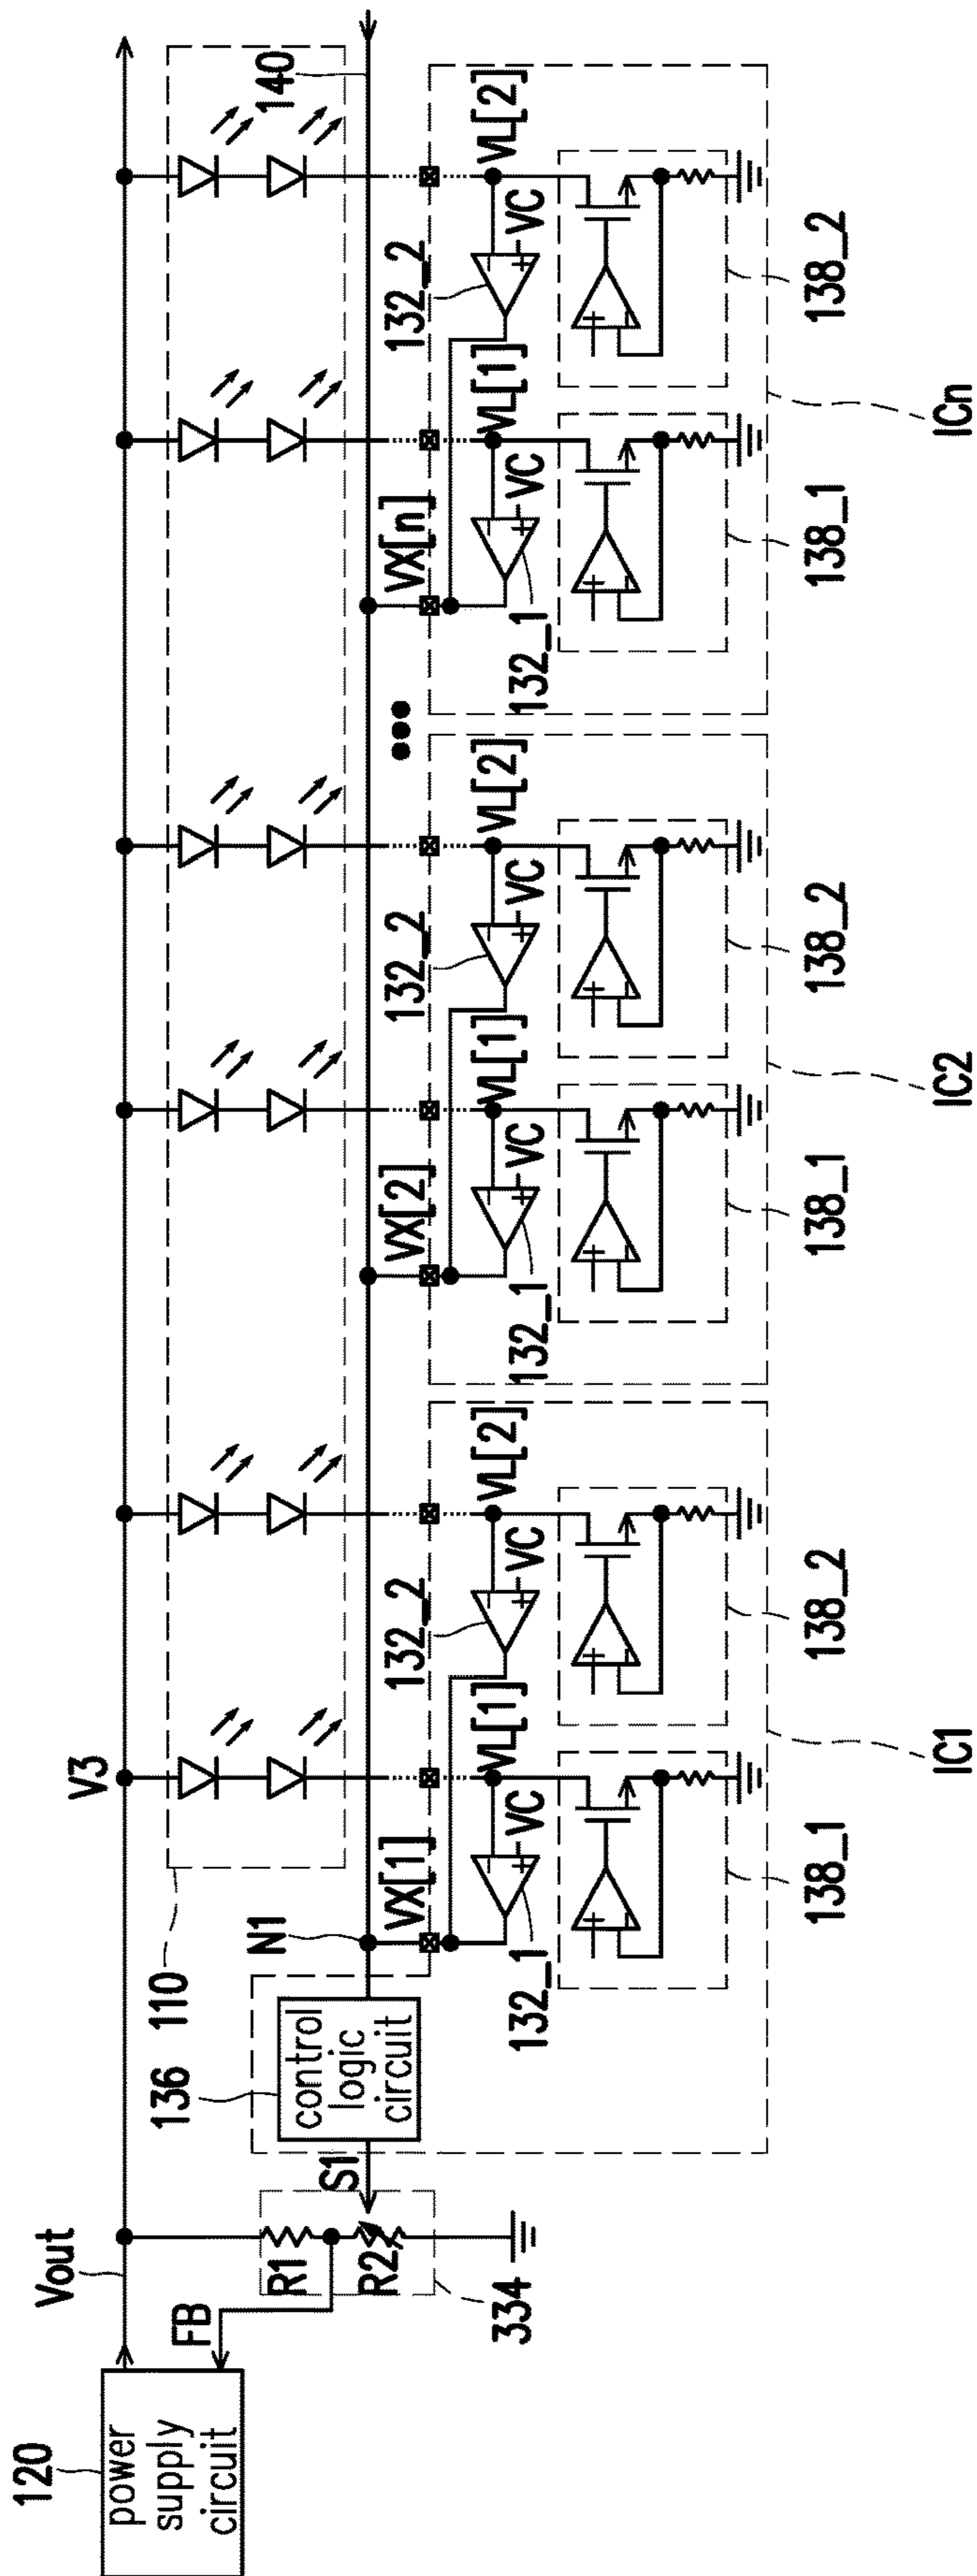 120
power
supply
circuit
Vout
FB
R1
R2
334
S1
136
control
logic
circuit
110
N1
V3
VX[1]
VL[1]
VC
132_1
138_1
132_2
VL[2]
VC
138_2
IC1
VX[2]
VL[1]
VC
132_1
138_1
132_2
VL[2]
VC
138_2
IC2
VX[n]
VL[1]
VC
132_1
138_1
132_2
VL[2]
VC
138_2
ICn
140